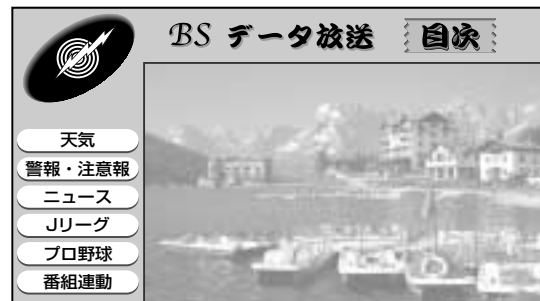 BS データ放送 目次
天気
警報・注意報
ニュース
Jリーグ
プロ野球
番組連動